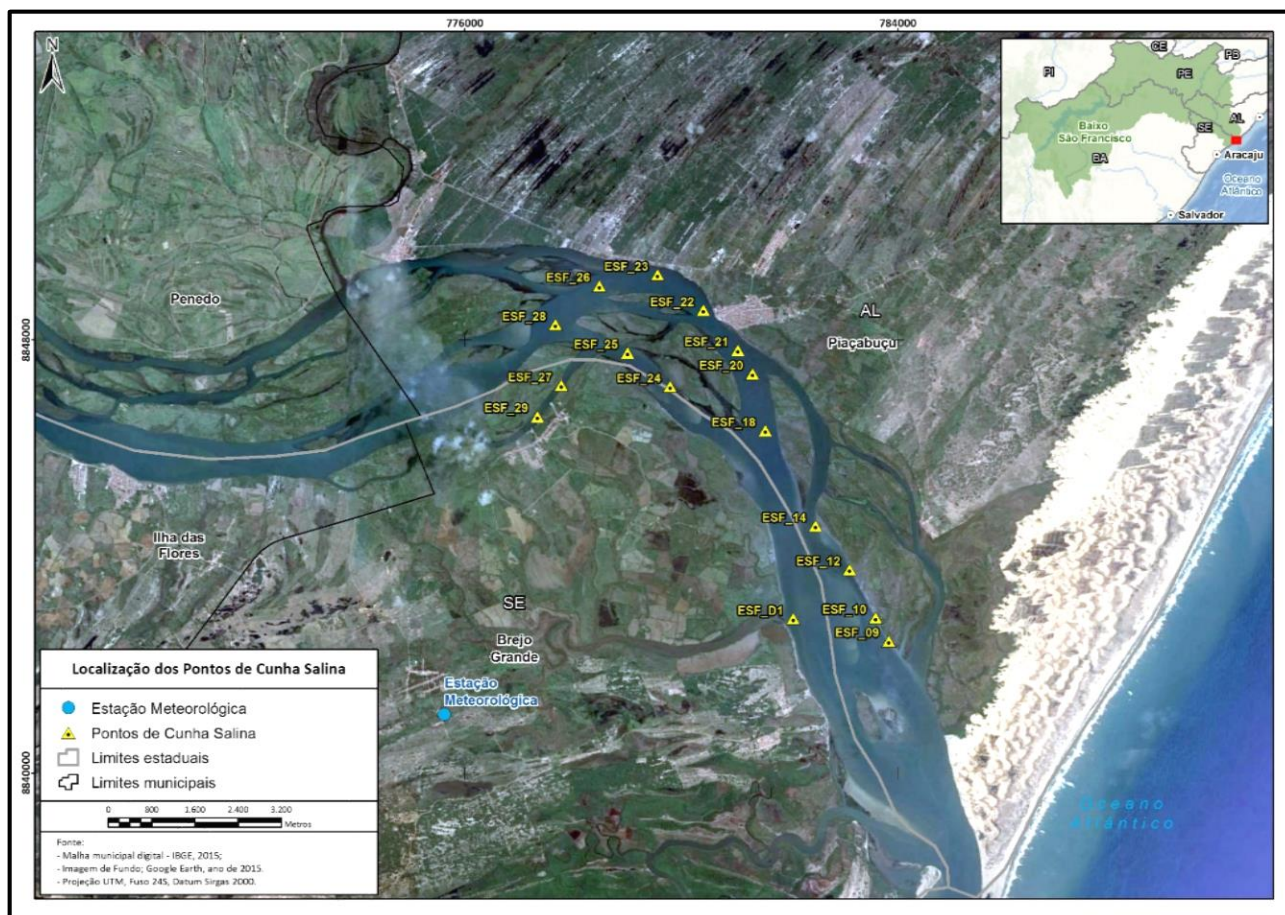 776000
784000
N
CE
PB
PI
PE
AL
Baixo
São Francisco
SE
Aracaju
BA
Oceano
Atlântico
Salvador
ESF_23
ESF_26
ESF_22
Penedo
ESF_28
AL
8848000
8848000
ESF_25
ESF_21
Piaçabuçu
ESF_20
ESF_27
ESF_24
ESF_29
ESF_18
ESF_14
Ilha das
Flores
ESF_12
SE
ESF_D1
ESF_10
ESF_09
Brejo
Grande
Estação
Meteorológica
Localização dos Pontos de Cunha Salina
Estação Meteorológica
Pontos de Cunha Salina
Limites estaduais
Limites municipais
8840000
0 800 1.600 2.400 3.200
Metros
Oceano
Atlântico
Fonte:
- Malha municipal digital - IBGE, 2015;
- Imagem de Fundo; Google Earth, ano de 2015.
- Projeção UTM, Fuso 24S, Datum Sirgas 2000.